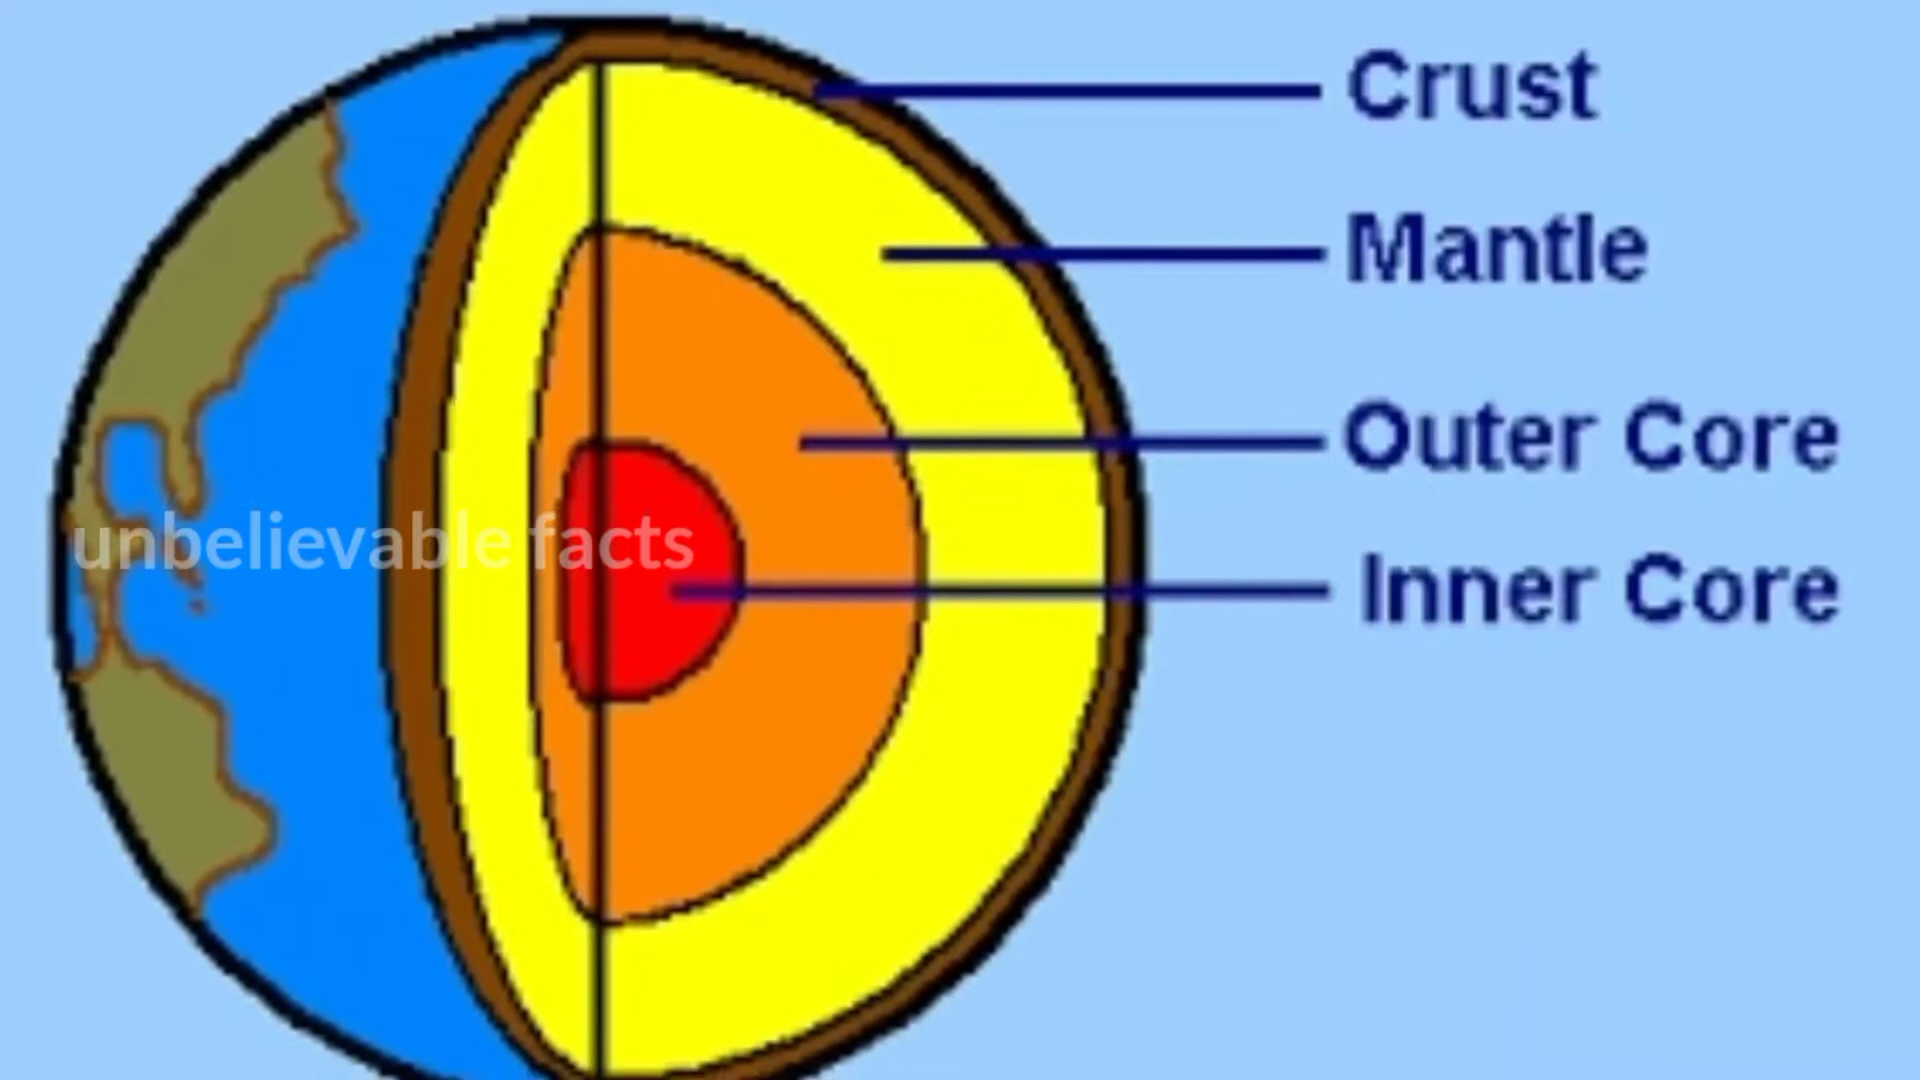 Crust
Mantle
Outer Core
unbelievable facts
Inner Core